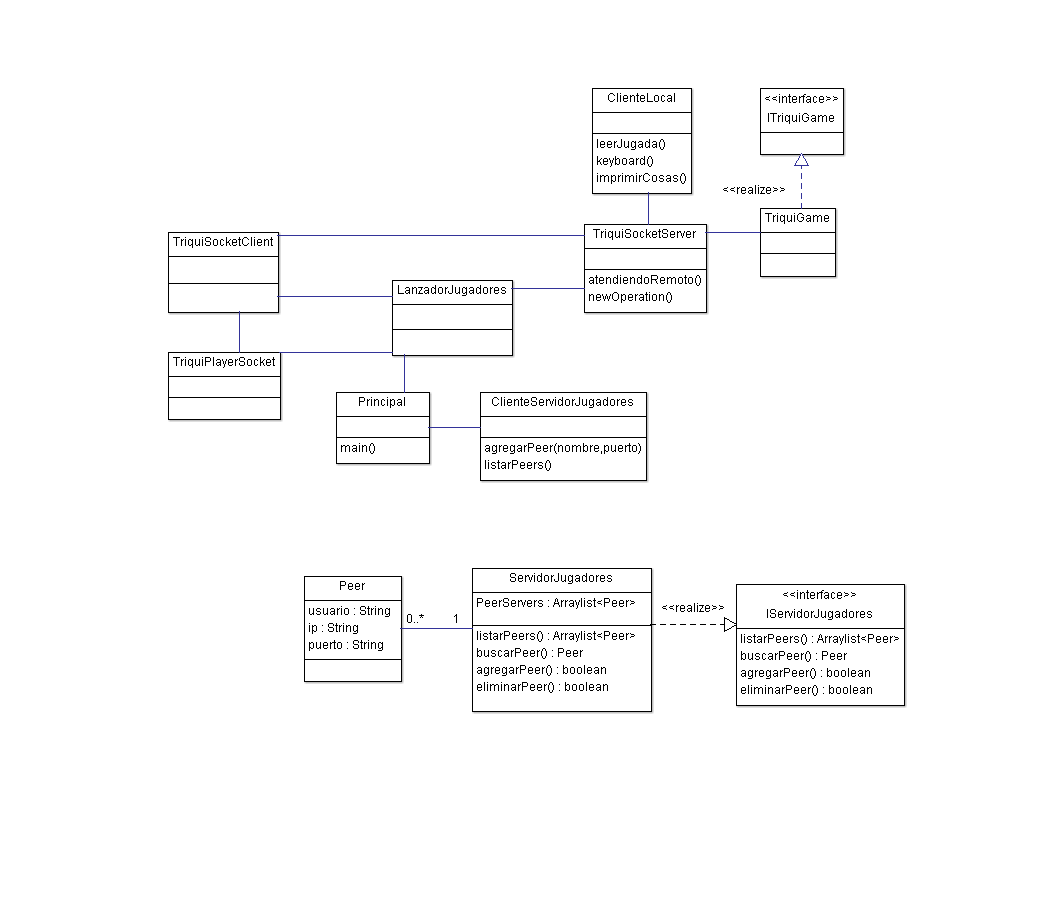 ClienteLocal
leerJugada()
keyboard()
imprimirCosas()
<<interface>>
ITriquiGame
<<realize>>
TriquiGame
TriquiSocketServer
atendiendoRemoto()
newOperation()
TriquiSocketClient
LanzadorJugadores
TriquiPlayerSocket
Principal
main()
ClienteServidorJugadores
agregarPeer(nombre,puerto)
listarPeers()
Peer
usuario : String
ip : String
puerto : String
0..*
1
ServidorJugadores
PeerServers : Arraylist<Peer>
listarPeers() : Arraylist<Peer>
buscarPeer() : Peer
agregarPeer() : boolean
eliminarPeer() : boolean
<<realize>>
<<interface>>
IServidorJugadores
listarPeers() : Arraylist<Peer>
buscarPeer() : Peer
agregarPeer() : boolean
eliminarPeer() : boolean